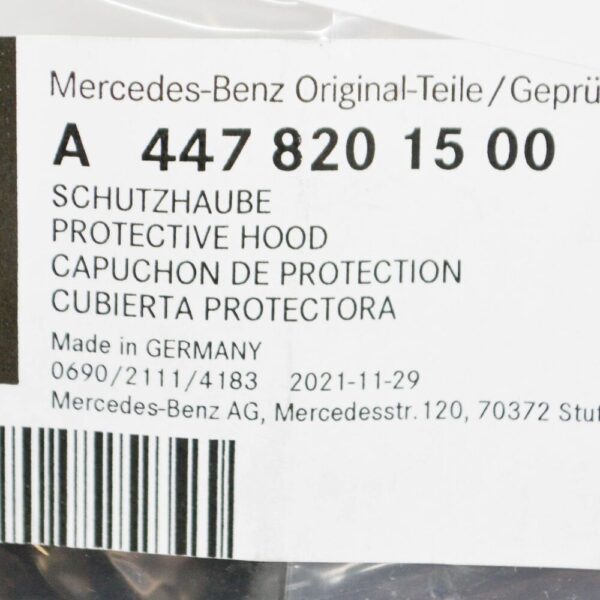 Mercedes-Benz Original-Teile/Geprü
A 447 820 15 00
SCHUTZHAUBE
PROTECTIVE HOOD
CAPUCHON DE PROTECTION
CUBIERTA PROTECTORA
Made in GERMANY
0690/2111/4183 2021-11-29
Mercedes-Benz AG, Mercedesstr.120, 70372 Stut